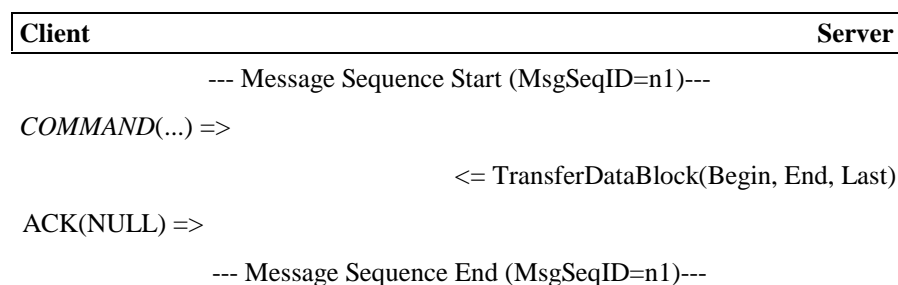 Client Server
--- Message Sequence Start (MsgSeqID=n1)---
COMMAND(...) =>
<= TransferDataBlock(Begin, End, Last)
ACK(NULL) =>
--- Message Sequence End (MsgSeqID=n1)---